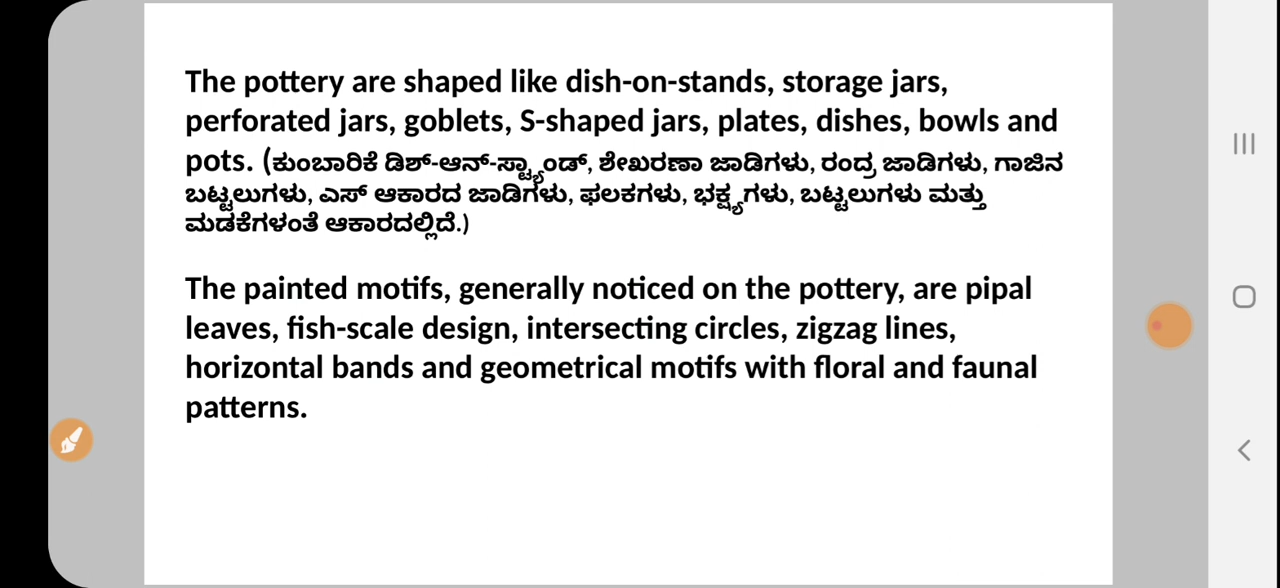 The pottery are shaped like dish-on-stands, storage jars,
perforated jars, goblets, S-shaped jars, plates, dishes, bowls and
pots. (ಕುಂಬಾರಿಕೆ ಡಿಶ್-ಆನ್-ಸ್ಟ್ಯಾಂಡ್, ಶೇಖರಣಾ ಜಾಡಿಗಳು, ರಂದ್ರ ಜಾಡಿಗಳು, ಗಾಜಿನ
ಬಟ್ಟಲುಗಳು, ಎಸ್ ಆಕಾರದ ಜಾಡಿಗಳು, ಫಲಕಗಳು, ಭಕ್ಷ್ಯಗಳು, ಬಟ್ಟಲುಗಳು ಮತ್ತು
ಮಡಕೆಗಳಂತೆ ಆಕಾರದಲ್ಲಿದೆ.)
The painted motifs, generally noticed on the pottery, are pipal
leaves, fish-scale design, intersecting circles, zigzag lines,
horizontal bands and geometrical motifs with floral and faunal
patterns.